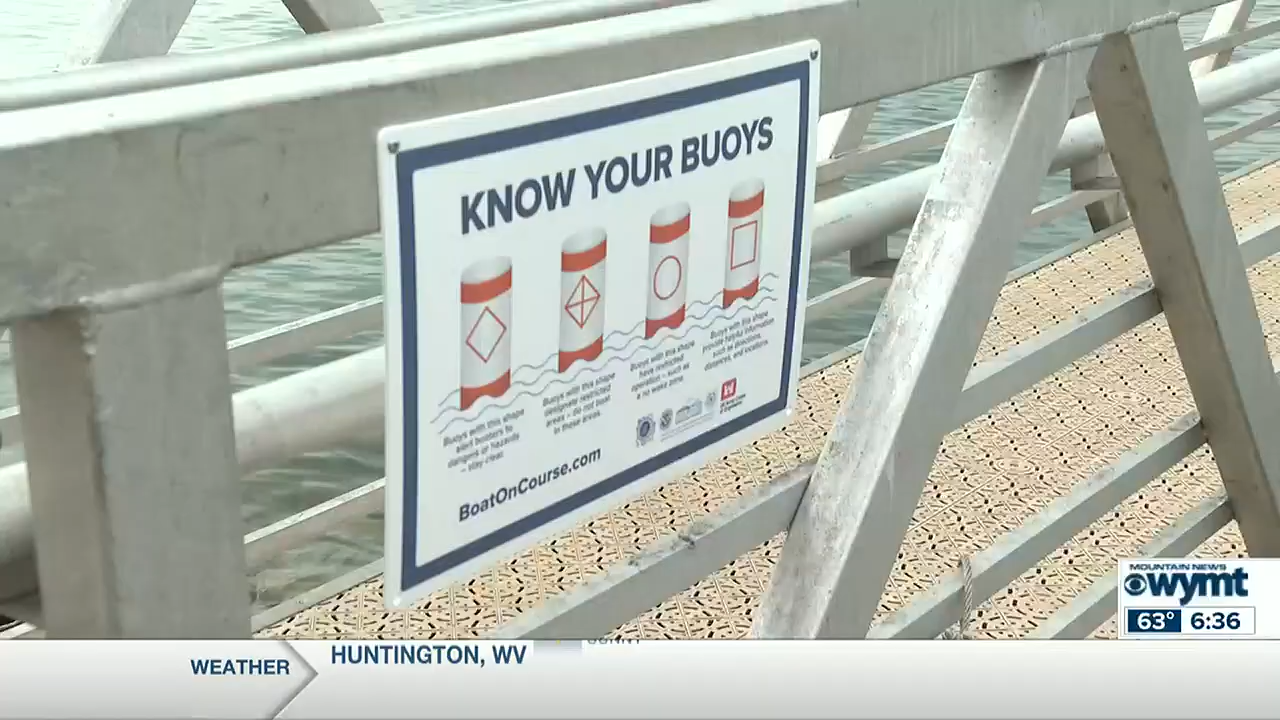 KNOW YOUR BUOYS
Buoys with this shape
alert boaters to
dangers or hazards
– stay clear.
Buoys with this shape
designate restricted
areas – do not boat
in these areas.
Buoys with this shape
have restricted
operation – such as
a no wake zone.
Buoys with this shape
provide helpful information
such as directions,
distances, and locations.
BoatOnCourse.com
MOUNTAIN NEWS
wymt
63° 6:36
WEATHER
HUNTINGTON, WV